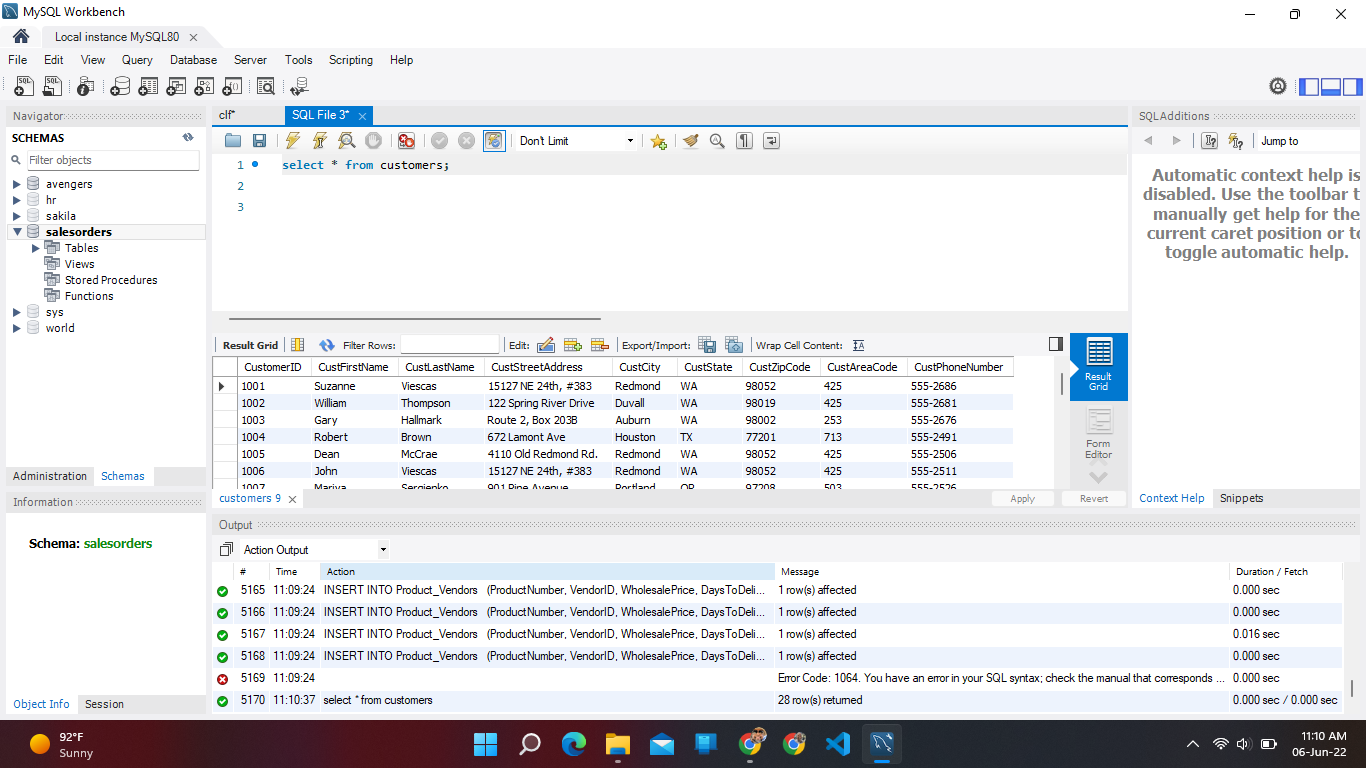 MySQL Workbench
Local instance MySQL80
File Edit View Query Database Server Tools Scripting Help
Navigator
SCHEMAS
Filter objects
avengers
hr
sakila
salesorders
Tables
Views
Stored Procedures
Functions
sys
world
Administration Schemas
Information
Schema: salesorders
Object Info Session
clf* SQL File 3*
Don't Limit
1 select * from customers;
2
3
Result Grid Filter Rows: Edit: Export/Import: Wrap Cell Content:
CustomerID CustFirstName CustLastName CustStreetAddress CustCity CustState CustZipCode CustAreaCode CustPhoneNumber
1001 Suzanne Viescas 15127 NE 24th, #383 Redmond WA 98052 425 555-2686
1002 William Thompson 122 Spring River Drive Duvall WA 98019 425 555-2681
1003 Gary Hallmark Route 2, Box 203B Auburn WA 98002 253 555-2676
1004 Robert Brown 672 Lamont Ave Houston TX 77201 713 555-2491
1005 Dean McCrae 4110 Old Redmond Rd. Redmond WA 98052 425 555-2506
1006 John Viescas 15127 NE 24th, #383 Redmond WA 98052 425 555-2511
1007 Mariya Sergienko 901 Pine Avenue Portland OR 97208 503 555-2526
Result
Grid
Form
Editor
customers 9 Apply Revert
SQLAdditions
Jump to
Automatic context help is
disabled. Use the toolbar t
manually get help for the
current caret position or to
toggle automatic help.
Context Help Snippets
Output
Action Output
# Time Action Message Duration / Fetch
5165 11:09:24 INSERT INTO Product_Vendors (ProductNumber, VendorID, WholesalePrice, DaysToDeli... 1 row(s) affected 0.000 sec
5166 11:09:24 INSERT INTO Product_Vendors (ProductNumber, VendorID, WholesalePrice, DaysToDeli... 1 row(s) affected 0.000 sec
5167 11:09:24 INSERT INTO Product_Vendors (ProductNumber, VendorID, WholesalePrice, DaysToDeli... 1 row(s) affected 0.016 sec
5168 11:09:24 INSERT INTO Product_Vendors (ProductNumber, VendorID, WholesalePrice, DaysToDeli... 1 row(s) affected 0.000 sec
5169 11:09:24 Error Code: 1064. You have an error in your SQL syntax; check the manual that corresponds ... 0.000 sec
5170 11:10:37 select * from customers 28 row(s) returned 0.000 sec / 0.000 sec
92°F
Sunny
11:10 AM
06-Jun-22